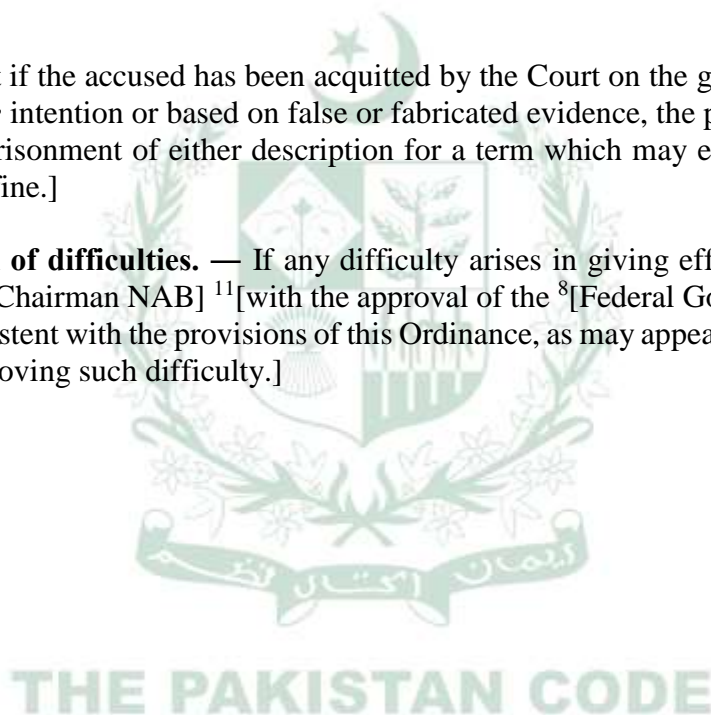 t if the accused has been acquitted by the Court on the g
r intention or based on false or fabricated evidence, the p
risonment of either description for a term which may e
fine.]
of difficulties. — If any difficulty arises in giving eff
Chairman NAB] ¹¹[with the approval of the ⁸[Federal Go
stent with the provisions of this Ordinance, as may appea
oving such difficulty.]
ایمان اتحاد نظم
THE PAKISTAN CODE